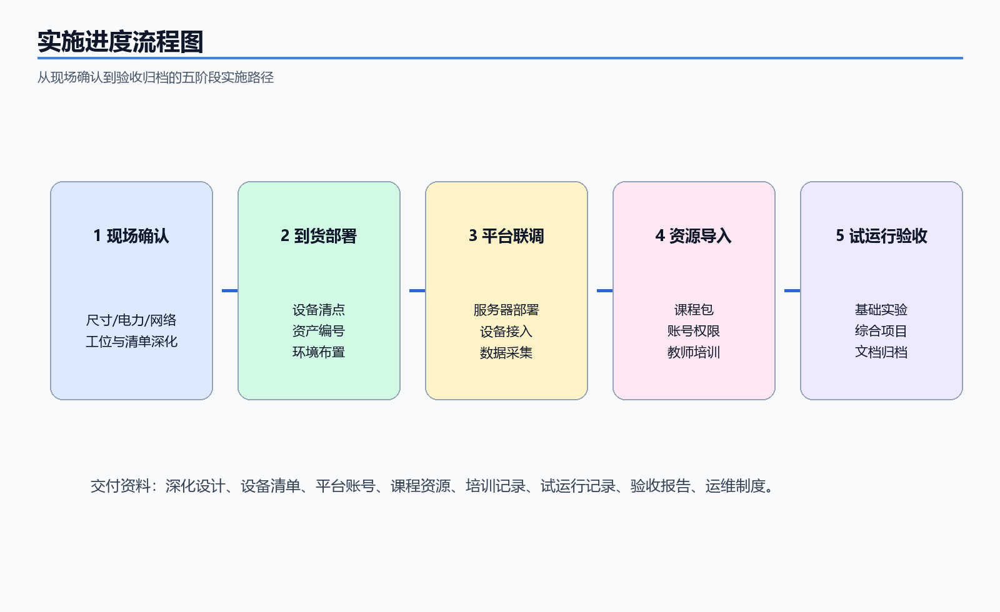 实施进度流程图
从现场确认到验收归档的五阶段实施路径
1 现场确认
尺寸/电力/网络
工位与清单深化
2 到货部署
设备清点
资产编号
环境布置
3 平台联调
服务器部署
设备接入
数据采集
4 资源导入
课程包
账号权限
教师培训
5 试运行验收
基础实验
综合项目
文档归档
交付资料：深化设计、设备清单、平台账号、课程资源、培训记录、试运行记录、验收报告、运维制度。